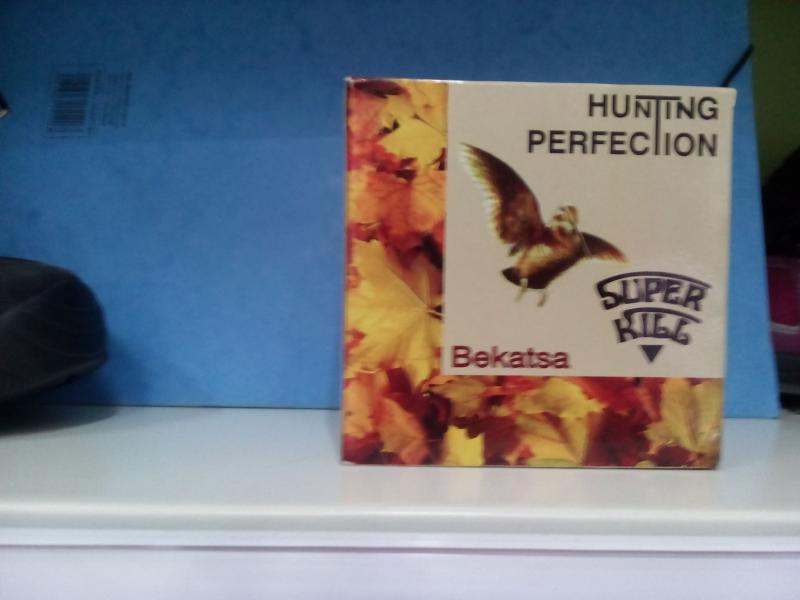 HUNTING
PERFECTION
SUPER
KILL
Bekatsa